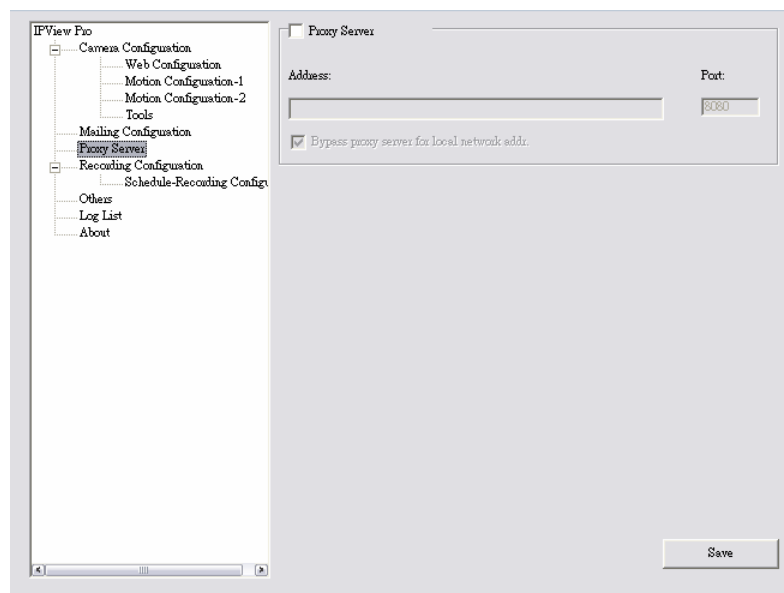 IPView Pro
Camera Configuration
Web Configuration
Motion Configuration-1
Motion Configuration-2
Tools
Mailing Configuration
Proxy Server
Recording Configuration
Schedule-Recording Configu
Others
Log List
About
Proxy Server
Address:
Port:
8080
Bypass proxy server for local network addr.
Save